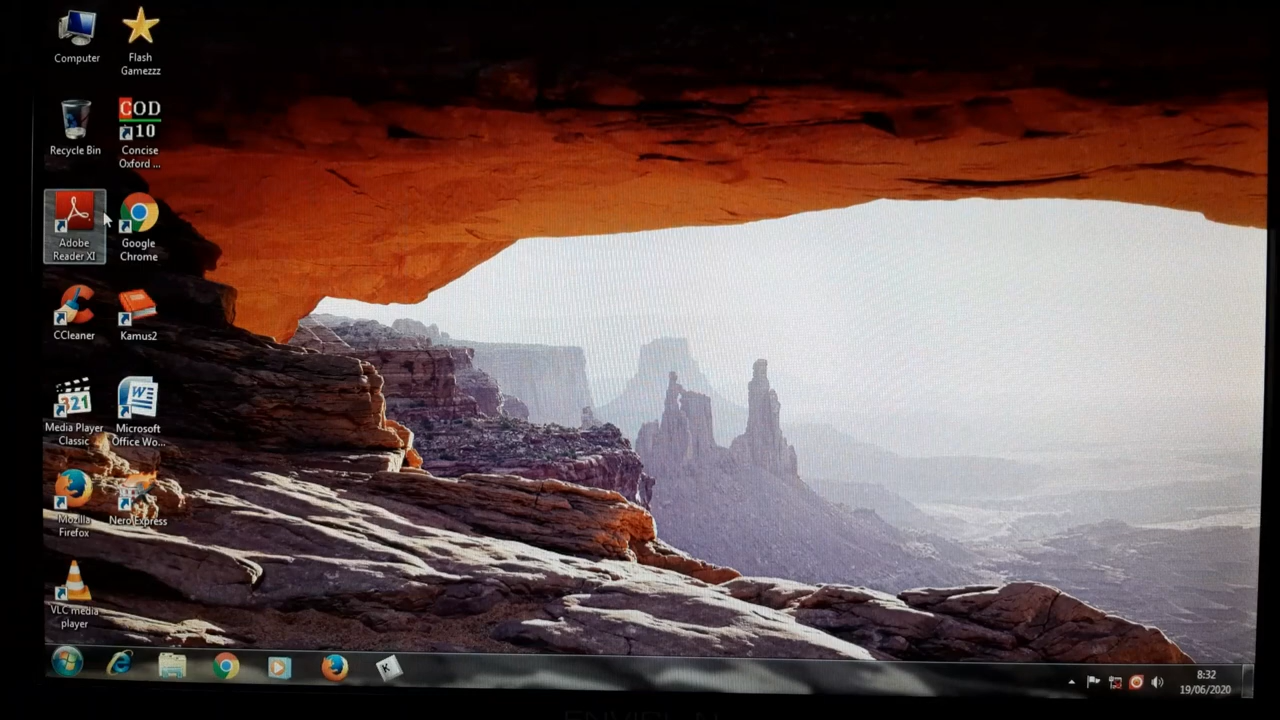 Computer
Flash
Gamezzz
Recycle Bin
COD
10
Concise
Oxford ...
Adobe
Reader XI
Google
Chrome
CCleaner
Kamus2
321
Media Player
Classic
W
Microsoft
Office Wo...
Mozilla
Firefox
Nero Express
VLC media
player
K
8:32
19/06/2020